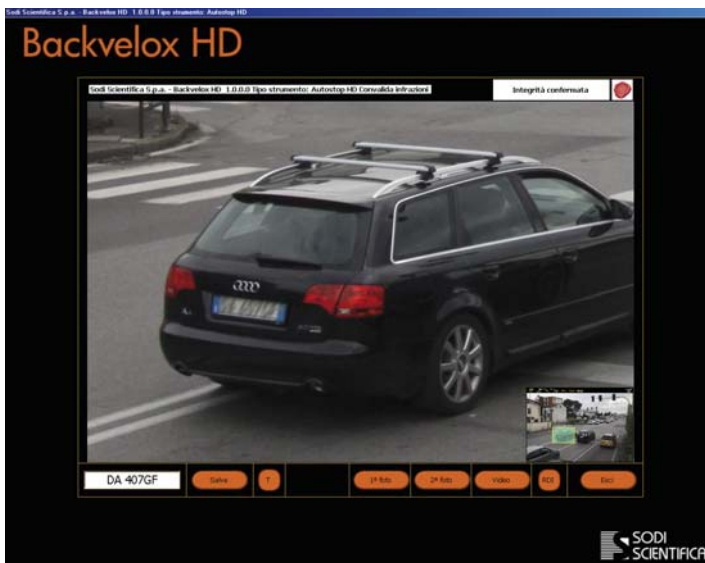 Sodi Scientifica S.p.a. - Backvelox HD 1.0.0.0 Tipo strumento: Autostop HD
Backvelox HD
Sodi Scientifica S.p.a. - Backvelox HD 1.0.0.0 Tipo strumento: Autostop HD Convalida infrazioni
Integrità confermata
DA 407GF
Salva
T
1ª foto
2ª foto
Video
ROI
Esci
SODI
SCIENTIFICA